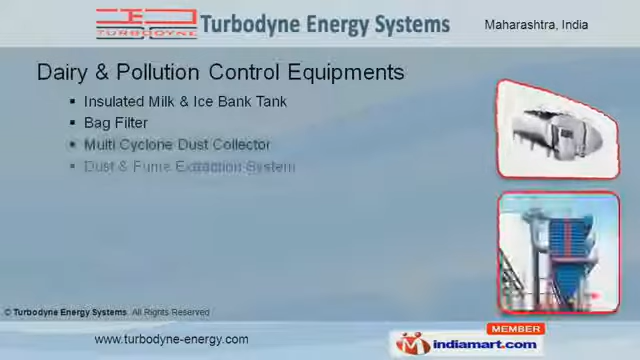 TURBODYNE
Turbodyne Energy Systems
Maharashtra, India
Dairy & Pollution Control Equipments
▪ Insulated Milk & Ice Bank Tank
▪ Bag Filter
▪ Multi Cyclone Dust Collector
▪ Dust & Fume Extraction System
© Turbodyne Energy Systems. All Rights Reserved
www.turbodyne-energy.com
MEMBER
indiamart.com